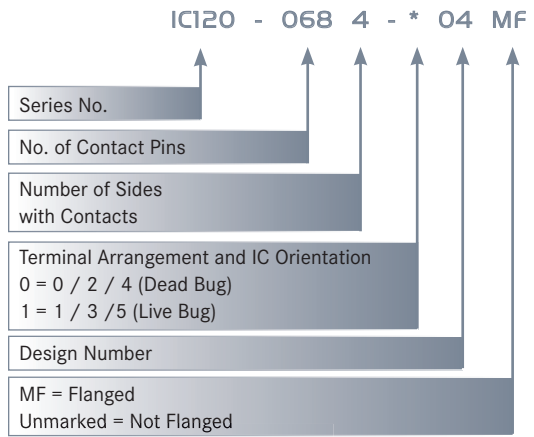 IC120 - 068 4 - * 04 MF
Series No.
No. of Contact Pins
Number of Sides
with Contacts
Terminal Arrangement and IC Orientation
0 = 0 / 2 / 4 (Dead Bug)
1 = 1 / 3 /5 (Live Bug)
Design Number
MF = Flanged
Unmarked = Not Flanged